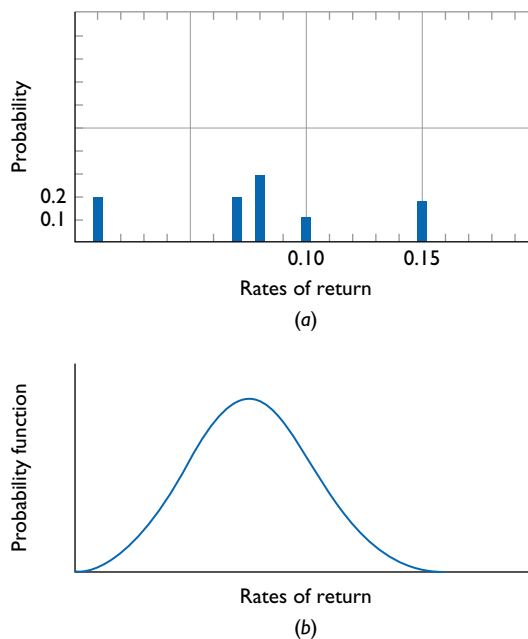 Probability
0.2
0.1
0.10
0.15
Rates of return
(a)
Probability function
Rates of return
(b)